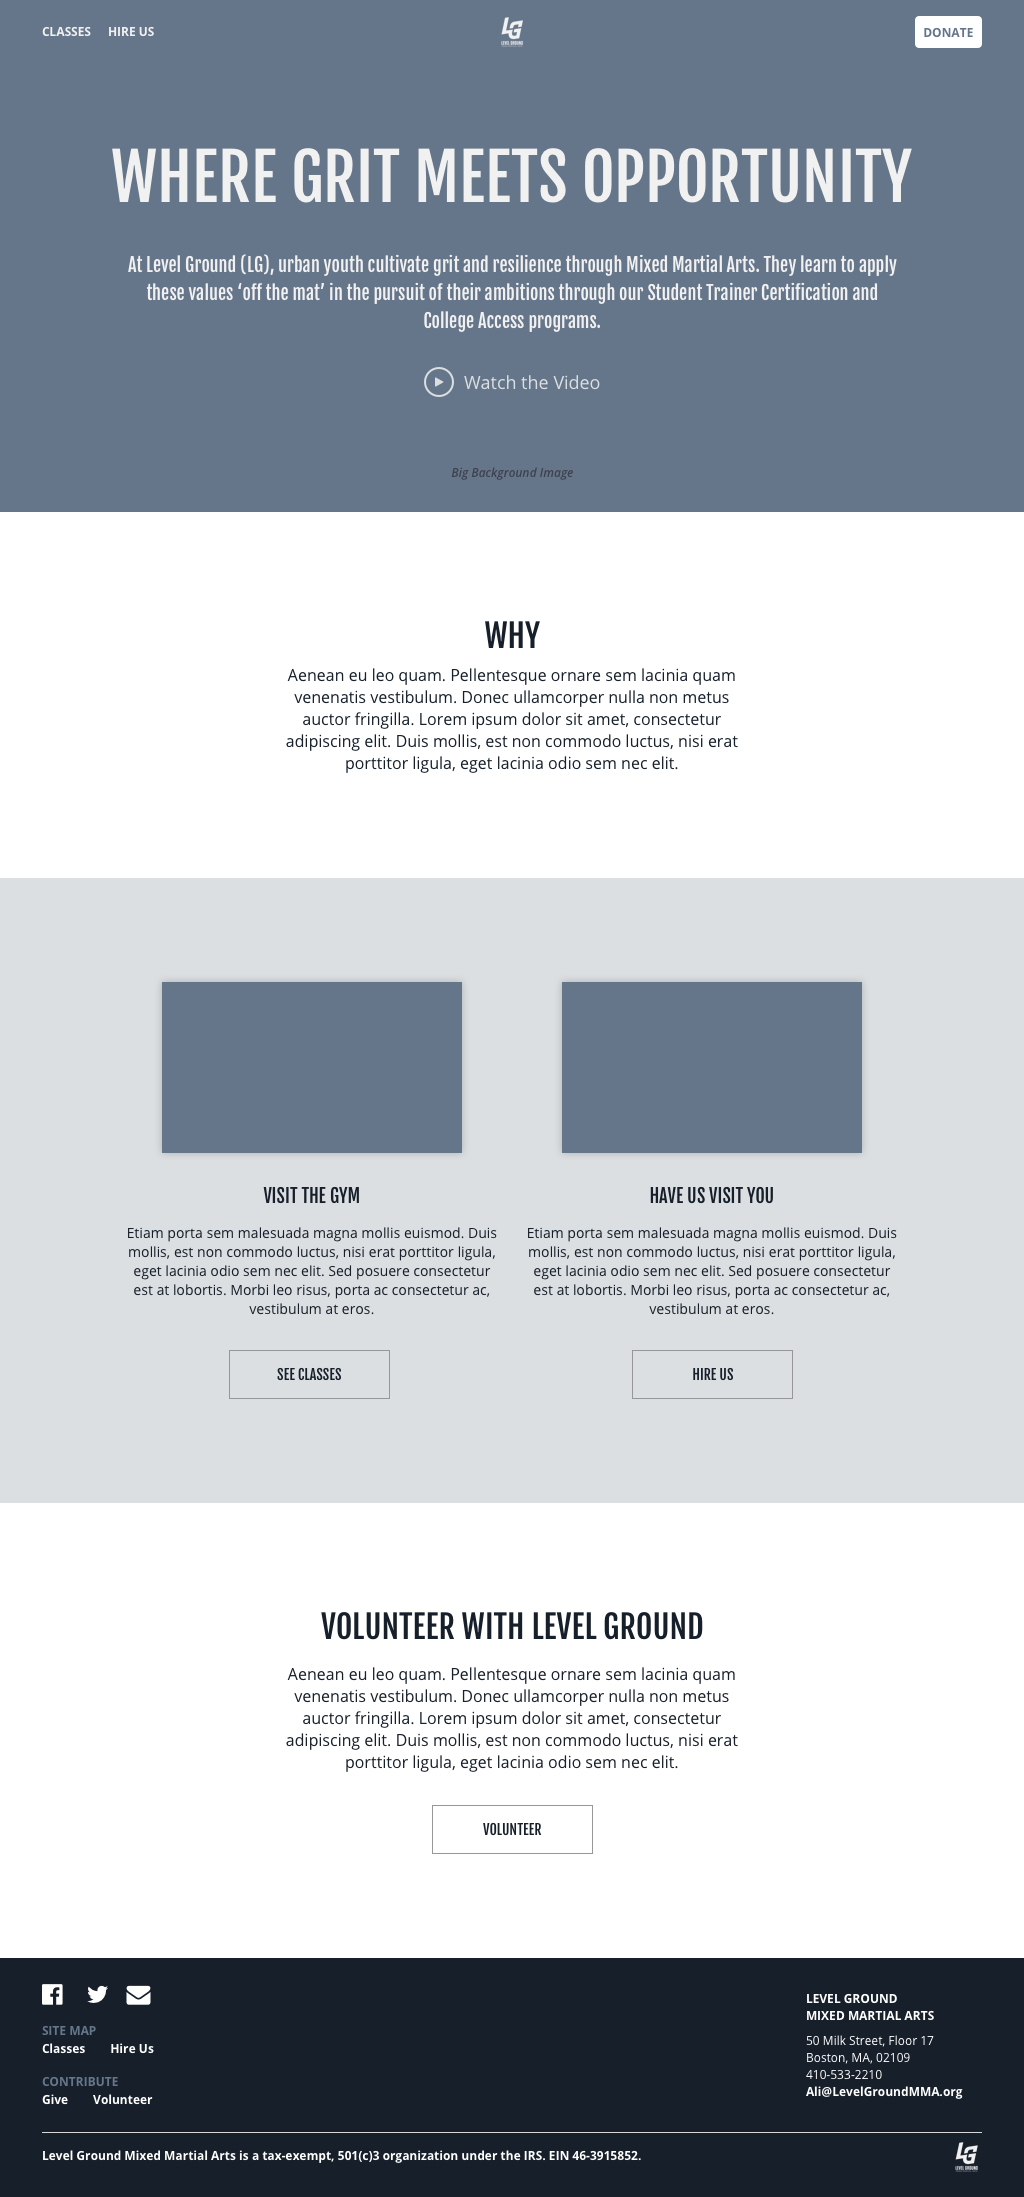 CLASSES HIRE US
LG
LEVEL GROUND
DONATE
WHERE GRIT MEETS OPPORTUNITY
At Level Ground (LG), urban youth cultivate grit and resilience through Mixed Martial Arts. They learn to apply
these values ‘off the mat’ in the pursuit of their ambitions through our Student Trainer Certification and
College Access programs.
Watch the Video
Big Background Image
WHY
Aenean eu leo quam. Pellentesque ornare sem lacinia quam
venenatis vestibulum. Donec ullamcorper nulla non metus
auctor fringilla. Lorem ipsum dolor sit amet, consectetur
adipiscing elit. Duis mollis, est non commodo luctus, nisi erat
porttitor ligula, eget lacinia odio sem nec elit.
VISIT THE GYM
Etiam porta sem malesuada magna mollis euismod. Duis
mollis, est non commodo luctus, nisi erat porttitor ligula,
eget lacinia odio sem nec elit. Sed posuere consectetur
est at lobortis. Morbi leo risus, porta ac consectetur ac,
vestibulum at eros.
SEE CLASSES
HAVE US VISIT YOU
Etiam porta sem malesuada magna mollis euismod. Duis
mollis, est non commodo luctus, nisi erat porttitor ligula,
eget lacinia odio sem nec elit. Sed posuere consectetur
est at lobortis. Morbi leo risus, porta ac consectetur ac,
vestibulum at eros.
HIRE US
VOLUNTEER WITH LEVEL GROUND
Aenean eu leo quam. Pellentesque ornare sem lacinia quam
venenatis vestibulum. Donec ullamcorper nulla non metus
auctor fringilla. Lorem ipsum dolor sit amet, consectetur
adipiscing elit. Duis mollis, est non commodo luctus, nisi erat
porttitor ligula, eget lacinia odio sem nec elit.
VOLUNTEER
SITE MAP
Classes Hire Us
CONTRIBUTE
Give Volunteer
LEVEL GROUND
MIXED MARTIAL ARTS
50 Milk Street, Floor 17
Boston, MA, 02109
410-533-2210
Ali@LevelGroundMMA.org
Level Ground Mixed Martial Arts is a tax-exempt, 501(c)3 organization under the IRS. EIN 46-3915852.
LG
LEVEL GROUND